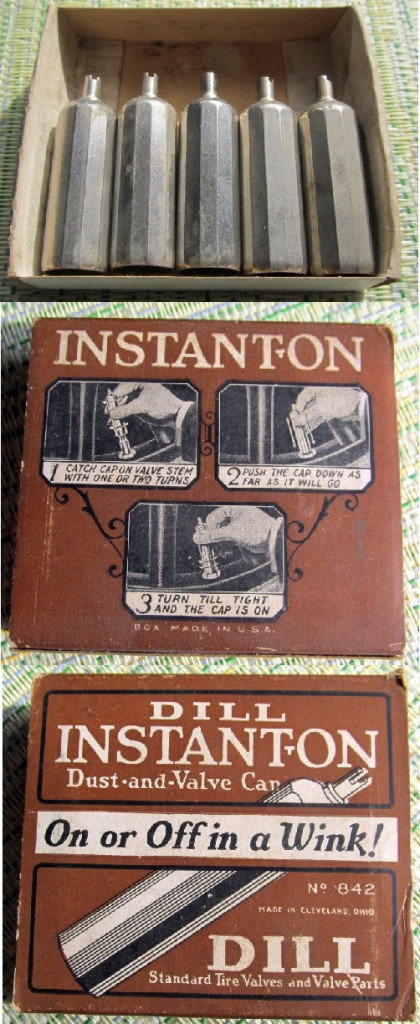 INSTANT-ON
1 CATCH CAP ON VALVE STEM
WITH ONE OR TWO TURNS
2 PUSH THE CAP DOWN AS
FAR AS IT WILL GO
3 TURN TILL TIGHT
AND THE CAP IS ON
BOX MADE IN U.S.A.
DILL
INSTANT-ON
Dust-and-Valve Cap
On or Off in a Wink!
No 842
MADE IN CLEVELAND, OHIO
DILL
Standard Tire Valves and Valve Parts